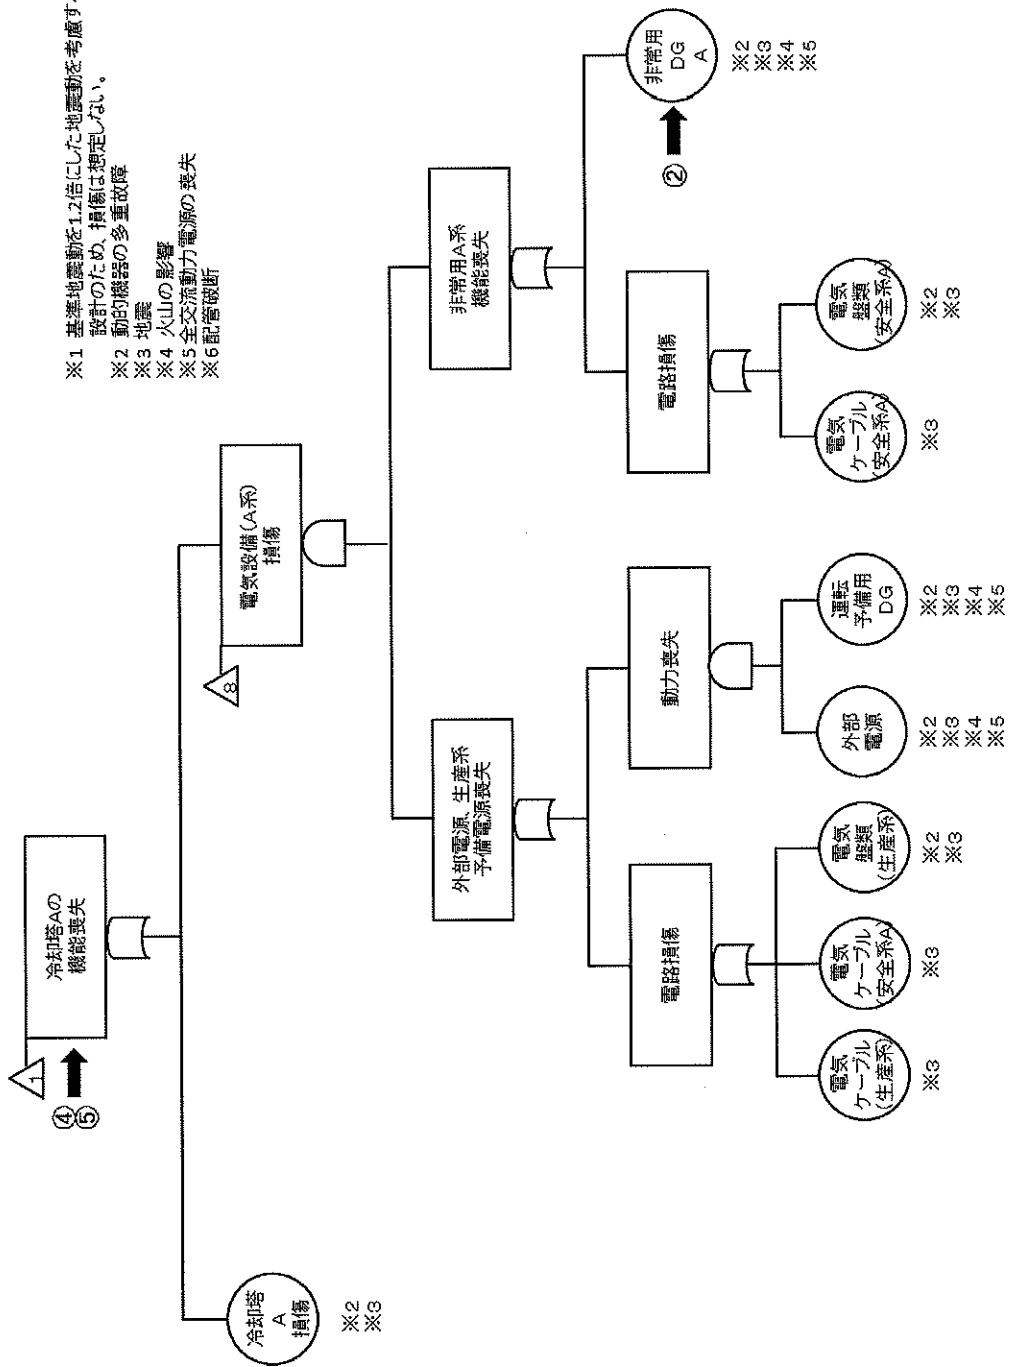 ※1 基準地震動を1.2倍にした地震動を考慮す
設計のため、損傷は想定しない。
※2 動的機器の多重故障
※3 地震
※4 火山の影響
※5 全交流動力電源の喪失
※6 配管破断
1
④
⑤
冷却塔Aの
機能喪失
冷却塔
A
損傷
※2
※3
8
電気設備(A系)
損傷
外部電源、生産系
予備電源喪失
非常用A系
機能喪失
電路損傷
動力喪失
電路損傷
②
非常用
DG
A
※2
※3
※4
※5
電気
ケーブル
(生産系)
※3
電気
ケーブル
(安全系A)
※3
電気
盤類
(生産系)
※2
※3
外部
電源
※2
※3
※4
※5
運転
予備用
DG
※2
※3
※4
※5
電気
ケーブル
(安全系A)
※3
電気
盤類
(安全系A)
※2
※3